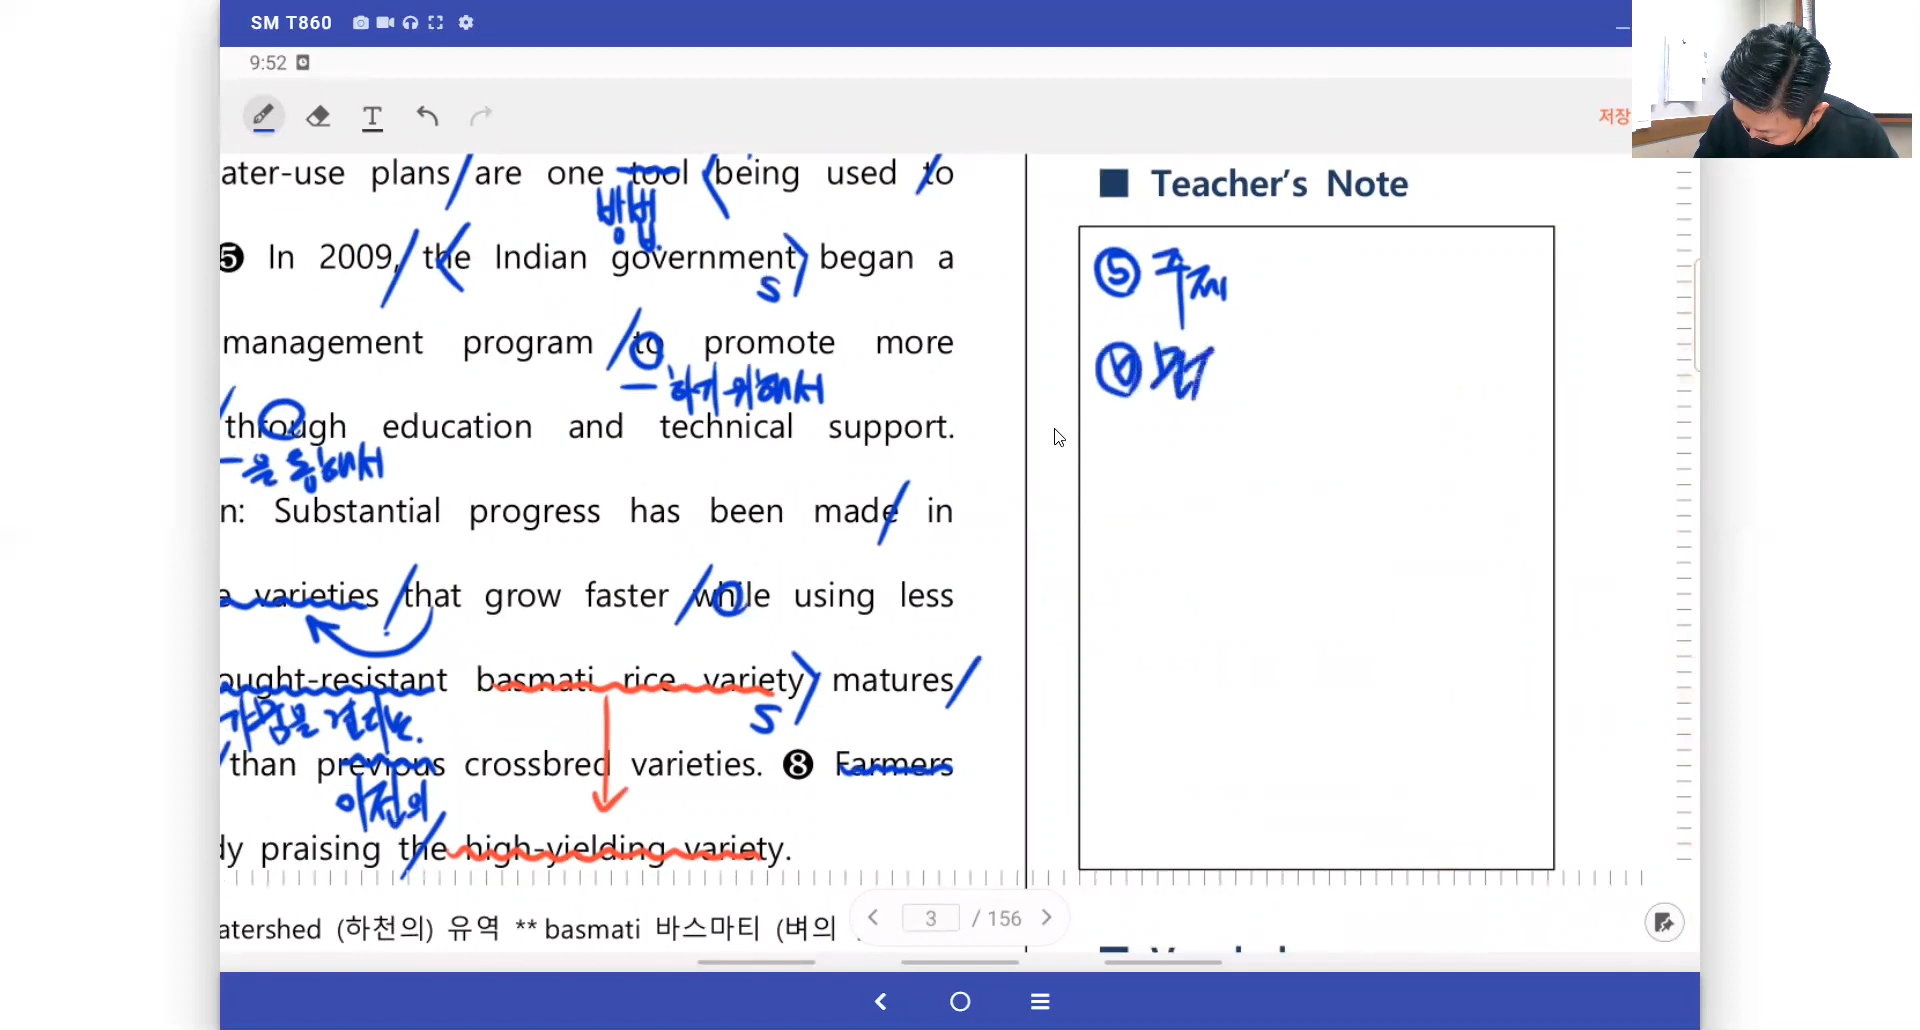 SM T860
9:52
저장
ater-use plans are one tool being used to
방법
❺ In 2009, the Indian government began a
S
management program to promote more
-하기 위해서
through education and technical support.
-을 통해서
n: Substantial progress has been made in
e varieties that grow faster while using less
ought-resistant basmati rice variety matures
가뭄을 견디는
S
than previous crossbred varieties. ❽ Farmers
이전의
dy praising the high-yielding variety.
atershed (하천의) 유역 ** basmati 바스마티 (벼의
■ Teacher's Note
⑤ 주제
⑥
3 / 156